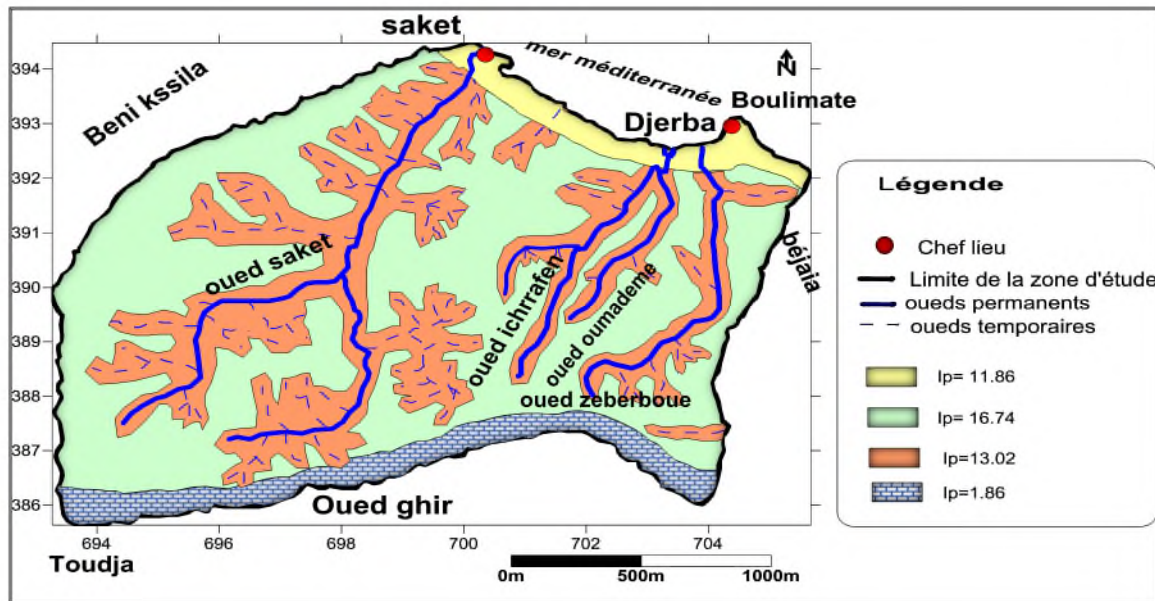 saket
mer méditerranée
N
Beni kssila
Djerba
Boulimate
béjaia
oued saket
oued ichrrafen
oued oumademe
oued zeberboue
Oued ghir
Toudja
394
393
392
391
390
389
388
387
386
694
696
698
700
702
704
0m
500m
1000m
Légende
Chef lieu
Limite de la zone d'étude
oueds permanents
oueds temporaires
Ip= 11.86
Ip= 16.74
Ip=13.02
Ip=1.86